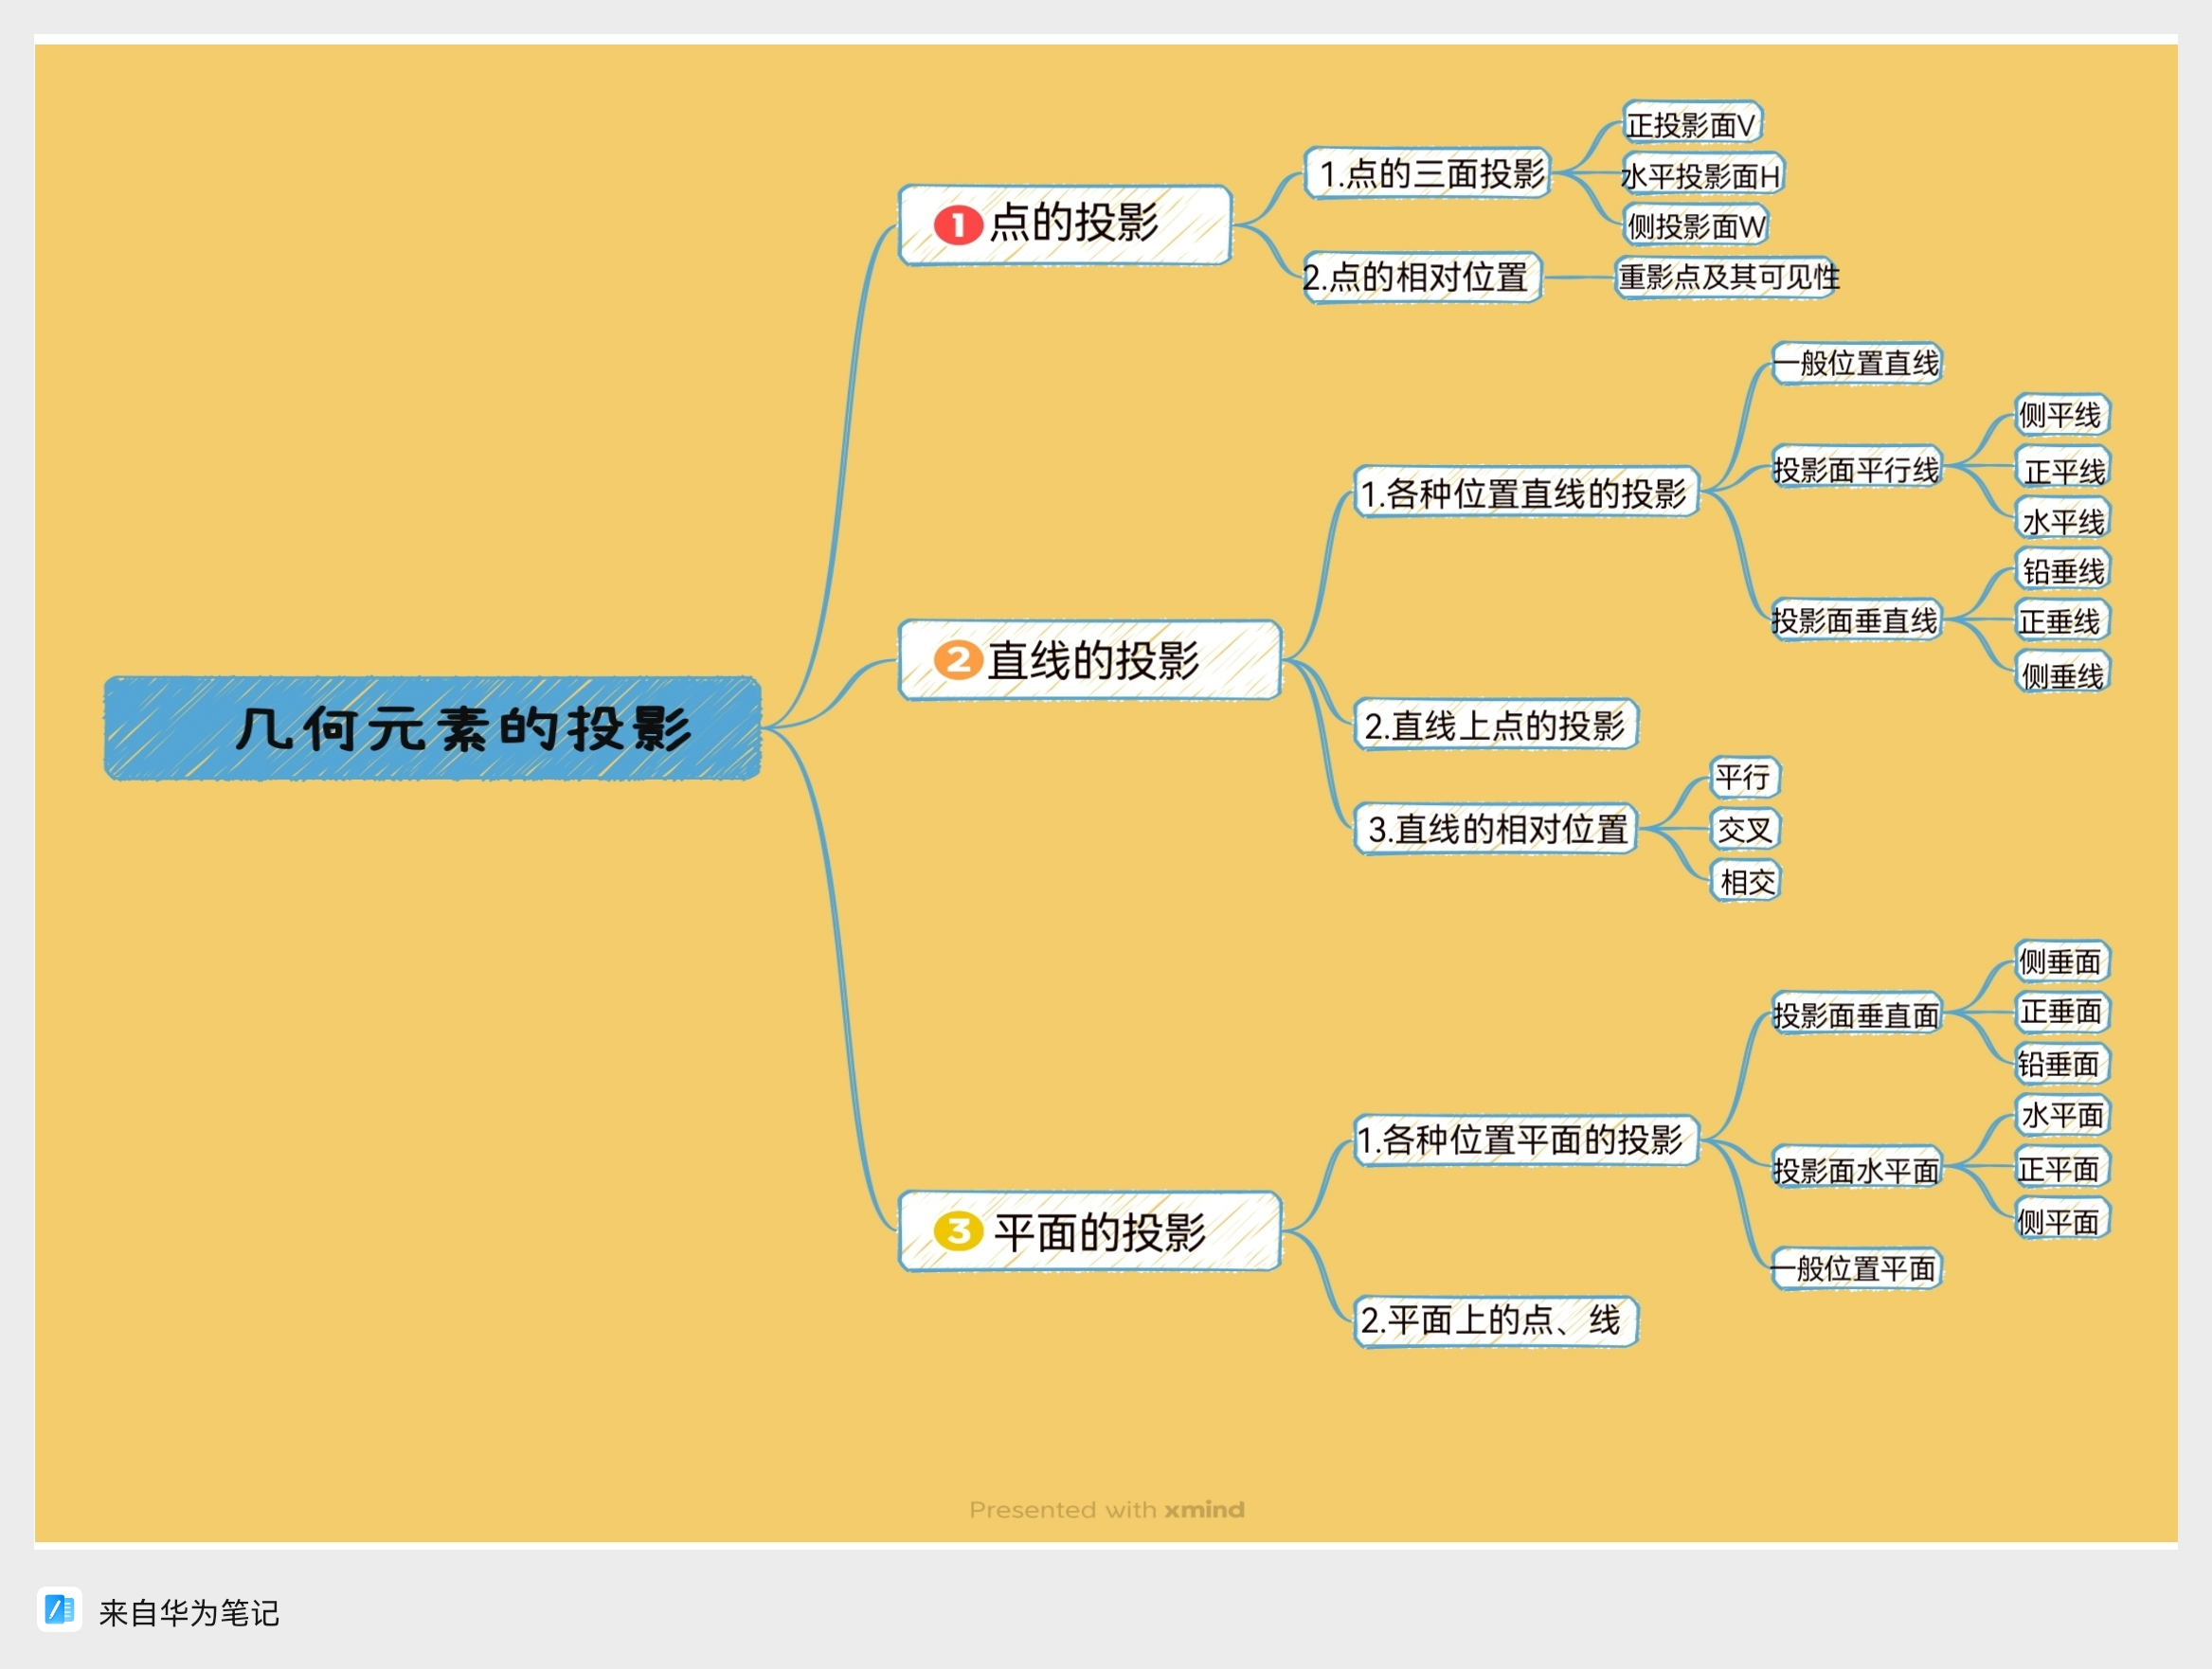 几何元素的投影
1 点的投影
1.点的三面投影
正投影面V
水平投影面H
侧投影面W
2.点的相对位置
重影点及其可见性
2 直线的投影
1.各种位置直线的投影
一般位置直线
投影面平行线
侧平线
正平线
水平线
投影面垂直线
铅垂线
正垂线
侧垂线
2.直线上点的投影
3.直线的相对位置
平行
交叉
相交
3 平面的投影
1.各种位置平面的投影
投影面垂直面
侧垂面
正垂面
铅垂面
投影面水平面
水平面
正平面
侧平面
一般位置平面
2.平面上的点、线
Presented with xmind
来自华为笔记